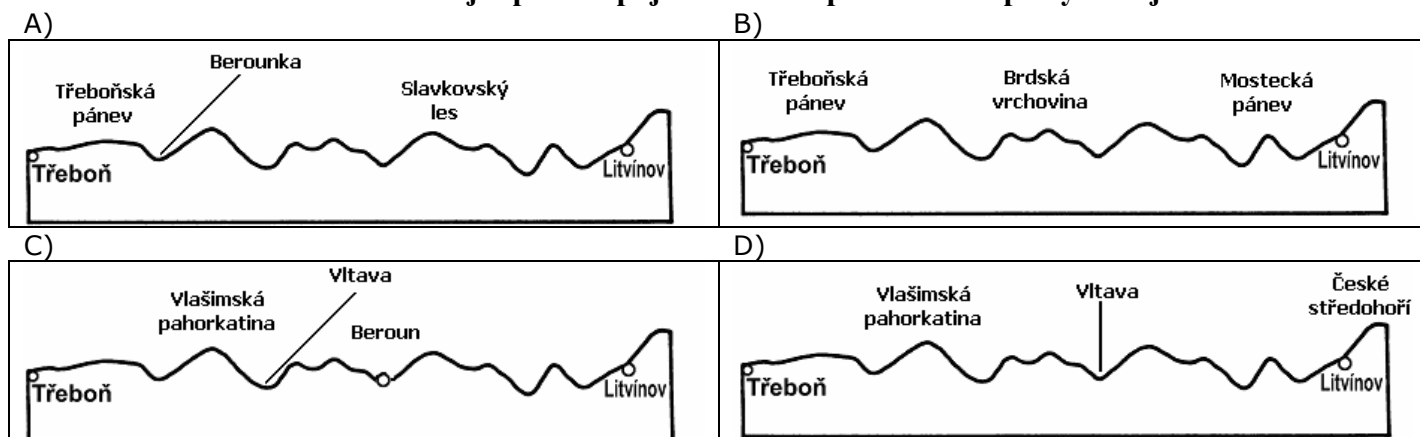 A)
Berounka
Třeboňská
pánev
Slavkovský
les
Třeboň
Litvínov
B)
Třeboňská
pánev
Brdská
vrchovina
Mostecká
pánev
Třeboň
Litvínov
C)
Vltava
Vlašimská
pahorkatina
Beroun
Třeboň
Litvínov
D)
Vlašimská
pahorkatina
Vltava
České
středohoří
Třeboň
Litvínov